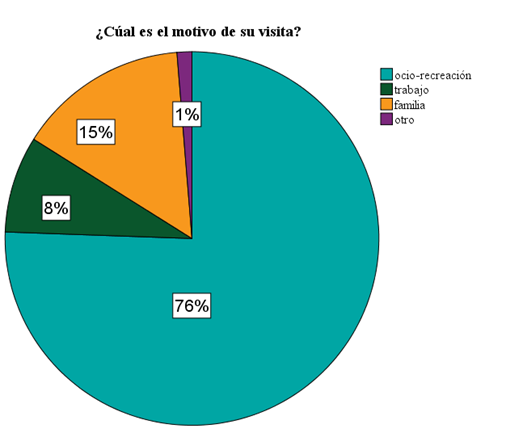 ¿Cúal es el motivo de su visita?
ocio-recreación
trabajo
familia
otro
1%
15%
8%
76%